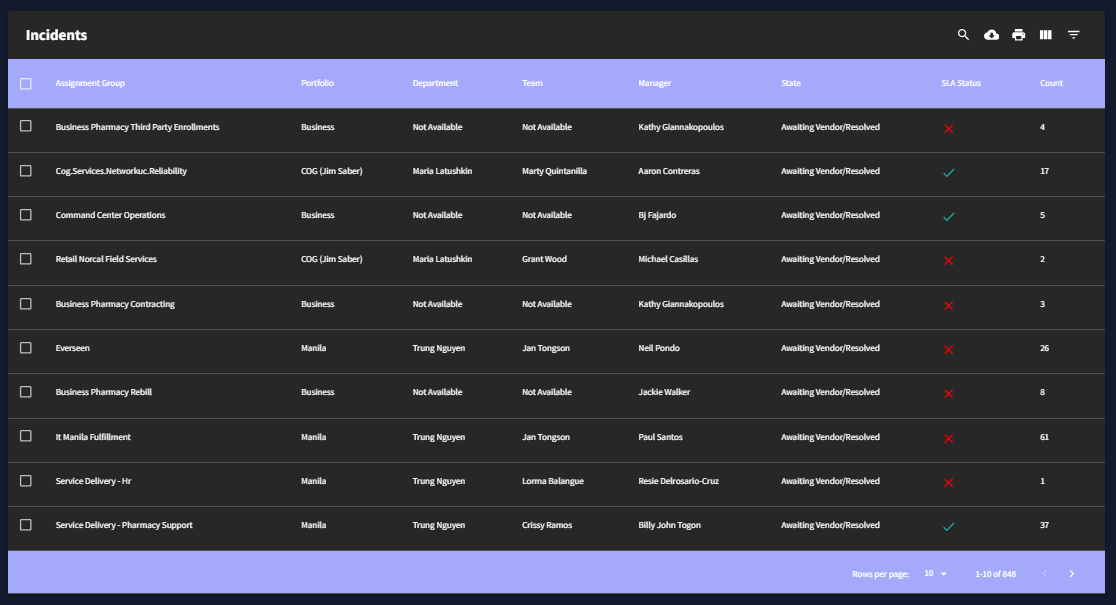 Incidents
Assignment Group Portfolio Department Team Manager State SLA Status Count
Business Pharmacy Third Party Enrollments Business Not Available Not Available Kathy Giannakopoulos Awaiting Vendor/Resolved 4
Cog.Services.Networkuc.Reliability COG (Jim Saber) Maria Latushkin Marty Quintanilla Aaron Contreras Awaiting Vendor/Resolved 17
Command Center Operations Business Not Available Not Available Bj Fajardo Awaiting Vendor/Resolved 5
Retail Norcal Field Services COG (Jim Saber) Maria Latushkin Grant Wood Michael Casillas Awaiting Vendor/Resolved 2
Business Pharmacy Contracting Business Not Available Not Available Kathy Giannakopoulos Awaiting Vendor/Resolved 3
Everseen Manila Trung Nguyen Jan Tongson Neil Pondo Awaiting Vendor/Resolved 26
Business Pharmacy Rebill Business Not Available Not Available Jackie Walker Awaiting Vendor/Resolved 8
It Manila Fulfillment Manila Trung Nguyen Jan Tongson Paul Santos Awaiting Vendor/Resolved 61
Service Delivery - Hr Manila Trung Nguyen Lorma Balangue Resie Delrosario-Cruz Awaiting Vendor/Resolved 1
Service Delivery - Pharmacy Support Manila Trung Nguyen Crissy Ramos Billy John Togon Awaiting Vendor/Resolved 37
Rows per page: 10 1-10 of 848